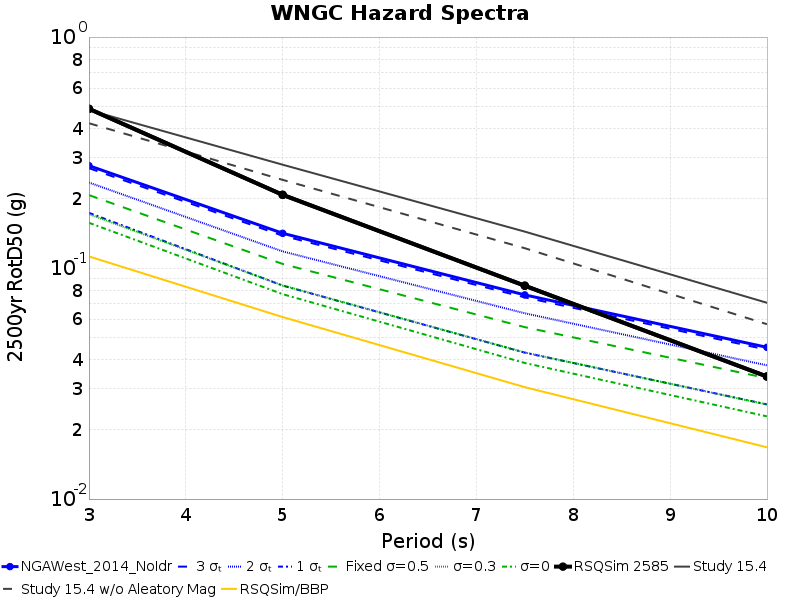 WNGC Hazard Spectra
10^0
8
6
4
3
2
10^-1
8
6
4
3
2
10^-2
2500yr RotD50 (g)
3 4 5 6 7 8 9 10
Period (s)
NGAWest_2014_NoIdr 3 σₜ 2 σₜ 1 σₜ Fixed σ=0.5 σ=0.3 σ=0 RSQSim 2585 Study 15.4
Study 15.4 w/o Aleatory Mag RSQSim/BBP